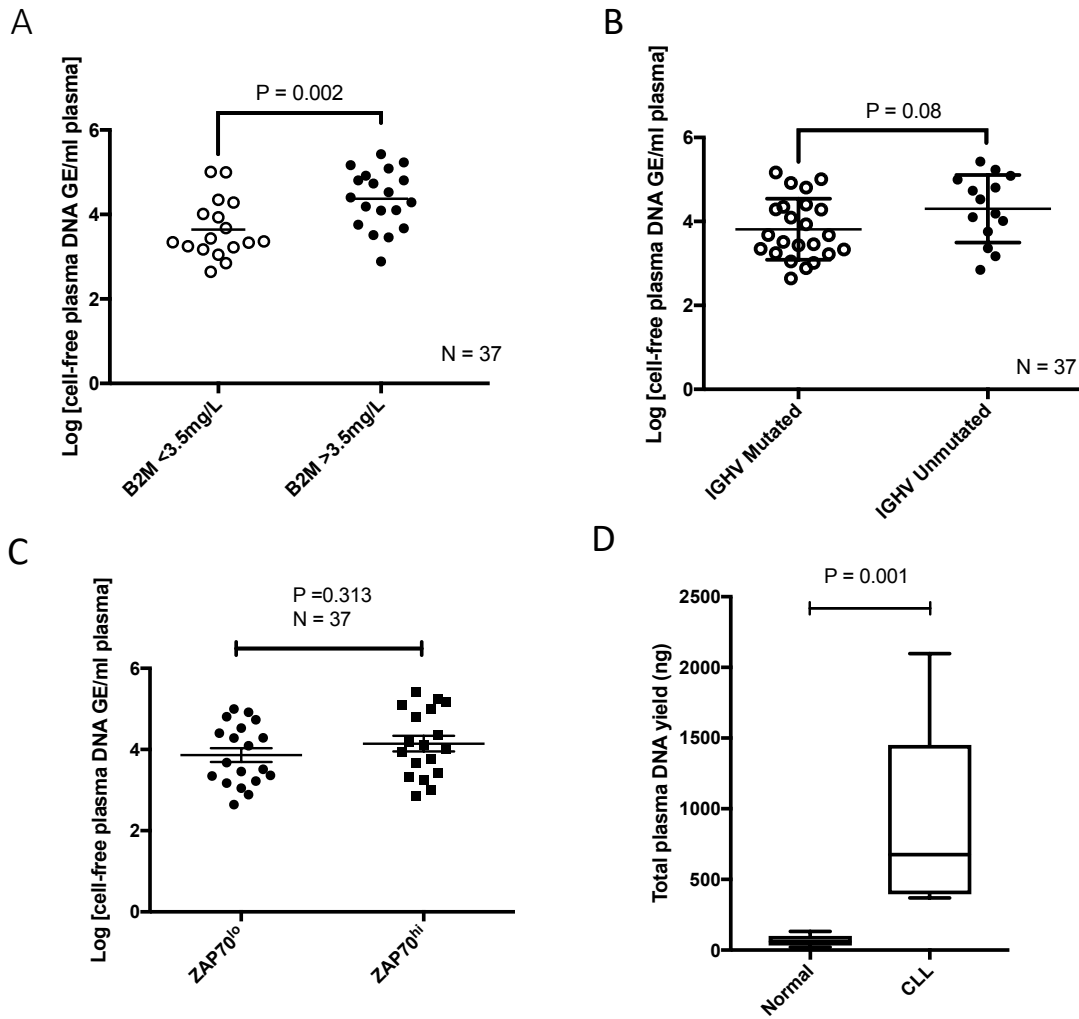 A
Log [cell-free plasma DNA GE/ml plasma]
P = 0.002
6
4
2
0
N = 37
B2M <3.5mg/L
B2M >3.5mg/L
B
Log [cell-free plasma DNA GE/ml plasma]
P = 0.08
6
4
2
0
N = 37
IGHV Mutated
IGHV Unmutated
C
Log [cell-free plasma DNA GE/ml plasma]
P =0.313
N = 37
6
4
2
0
ZAP70lo
ZAP70hi
D
Total plasma DNA yield (ng)
P = 0.001
2500
2000
1500
1000
500
0
Normal
CLL